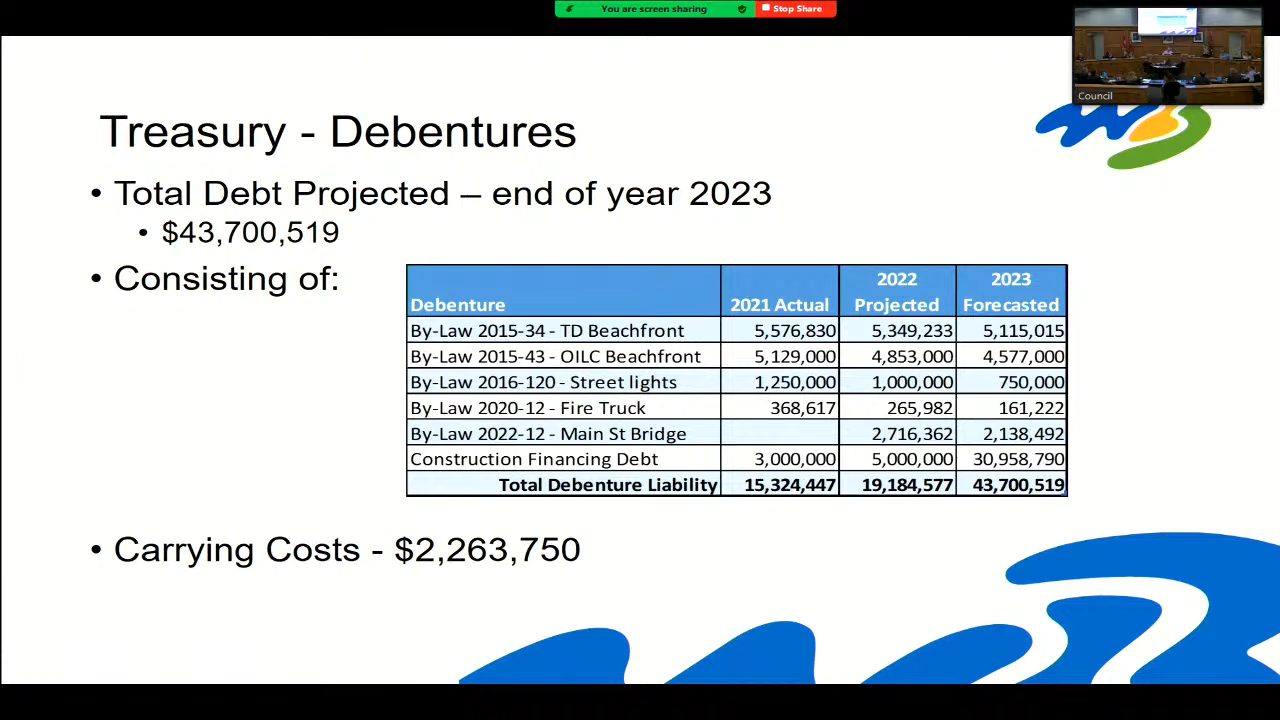 You are screen sharing
Stop Share
Council
Treasury - Debentures
• Total Debt Projected – end of year 2023
• $43,700,519
• Consisting of:
Debenture 2021 Actual 2022 Projected 2023 Forecasted
By-Law 2015-34 - TD Beachfront 5,576,830 5,349,233 5,115,015
By-Law 2015-43 - OILC Beachfront 5,129,000 4,853,000 4,577,000
By-Law 2016-120 - Street lights 1,250,000 1,000,000 750,000
By-Law 2020-12 - Fire Truck 368,617 265,982 161,222
By-Law 2022-12 - Main St Bridge 2,716,362 2,138,492
Construction Financing Debt 3,000,000 5,000,000 30,958,790
Total Debenture Liability 15,324,447 19,184,577 43,700,519
• Carrying Costs - $2,263,750